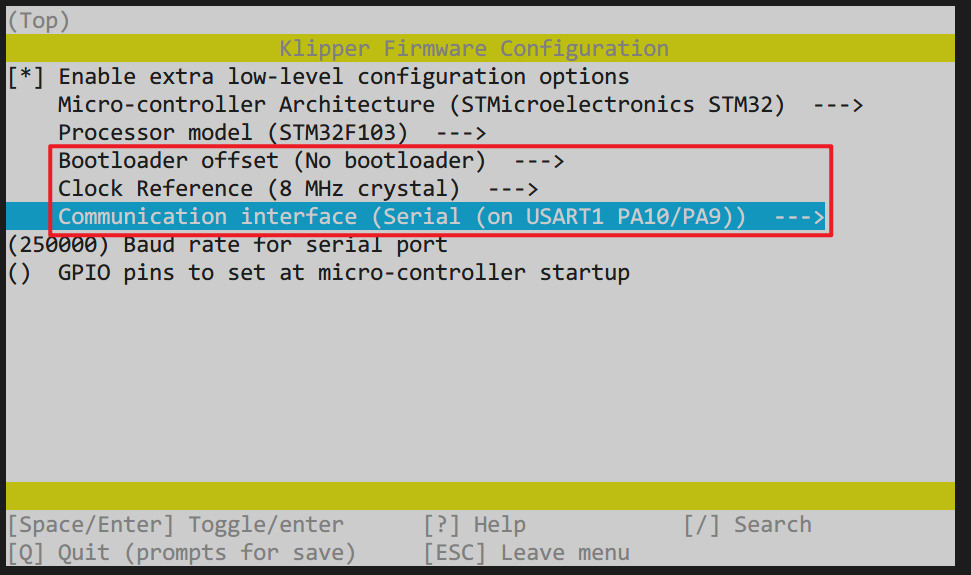 (Top)
Klipper Firmware Configuration
[*] Enable extra low-level configuration options
Micro-controller Architecture (STMicroelectronics STM32)  --->
Processor model (STM32F103)  --->
Bootloader offset (No bootloader)  --->
Clock Reference (8 MHz crystal)  --->
Communication interface (Serial (on USART1 PA10/PA9))  --->
(250000) Baud rate for serial port
()  GPIO pins to set at micro-controller startup
[Space/Enter] Toggle/enter      [?] Help            [/] Search
[Q] Quit (prompts for save)     [ESC] Leave menu